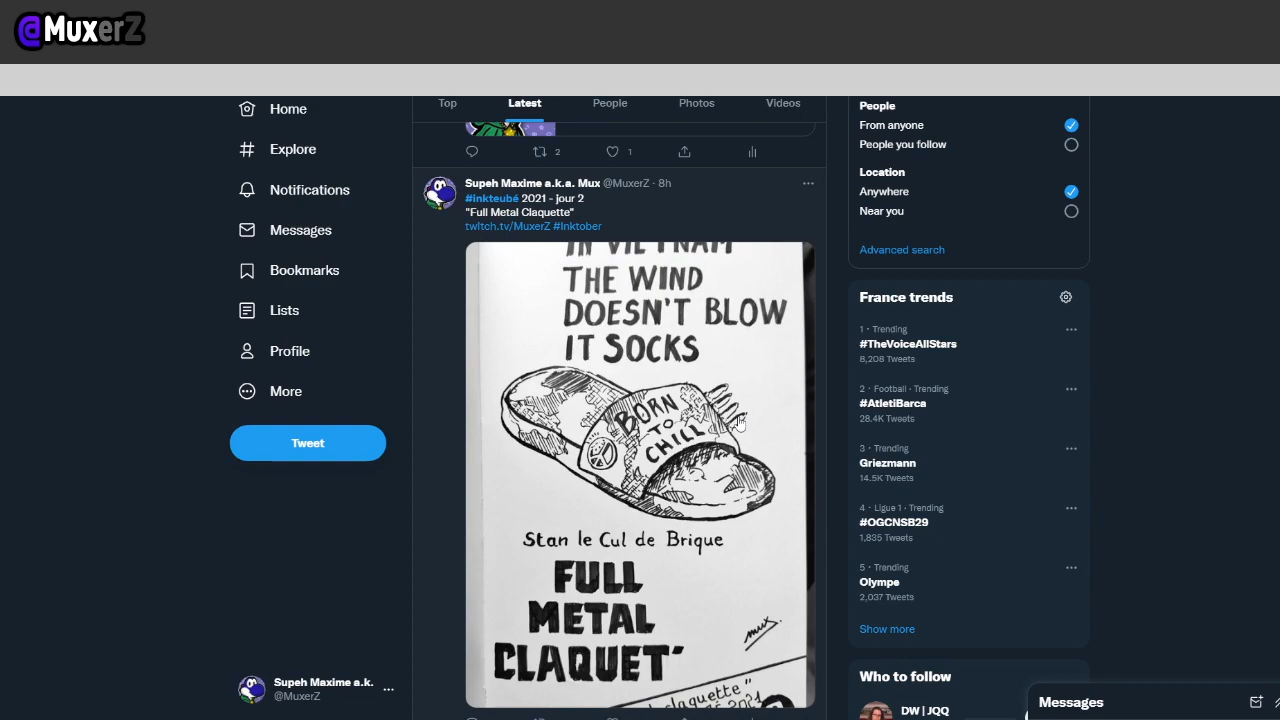 @MuxerZ
Home
Explore
Notifications
Messages
Bookmarks
Lists
Profile
More
Tweet
Supeh Maxime a.k.
@MuxerZ
Top
Latest
People
Photos
Videos
2
1
Supeh Maxime a.k.a. Mux @MuxerZ · 8h
#inkteubé 2021 - jour 2
"Full Metal Claquette"
twitch.tv/MuxerZ #Inktober
IN VIETNAM
THE WIND
DOESN'T BLOW
IT SOCKS
BORN
TO
CHILL
Stan le Cul de Brique
FULL
METAL
CLAQUET'
mux
claquette"
2021
People
From anyone
People you follow
Location
Anywhere
Near you
Advanced search
France trends
1 · Trending
#TheVoiceAllStars
8,208 Tweets
2 · Football · Trending
#AtletiBarca
28.4K Tweets
3 · Trending
Griezmann
14.5K Tweets
4 · Ligue 1 · Trending
#OGCNSB29
1,835 Tweets
5 · Trending
Olympe
2,037 Tweets
Show more
Who to follow
DW | JQQ
Messages